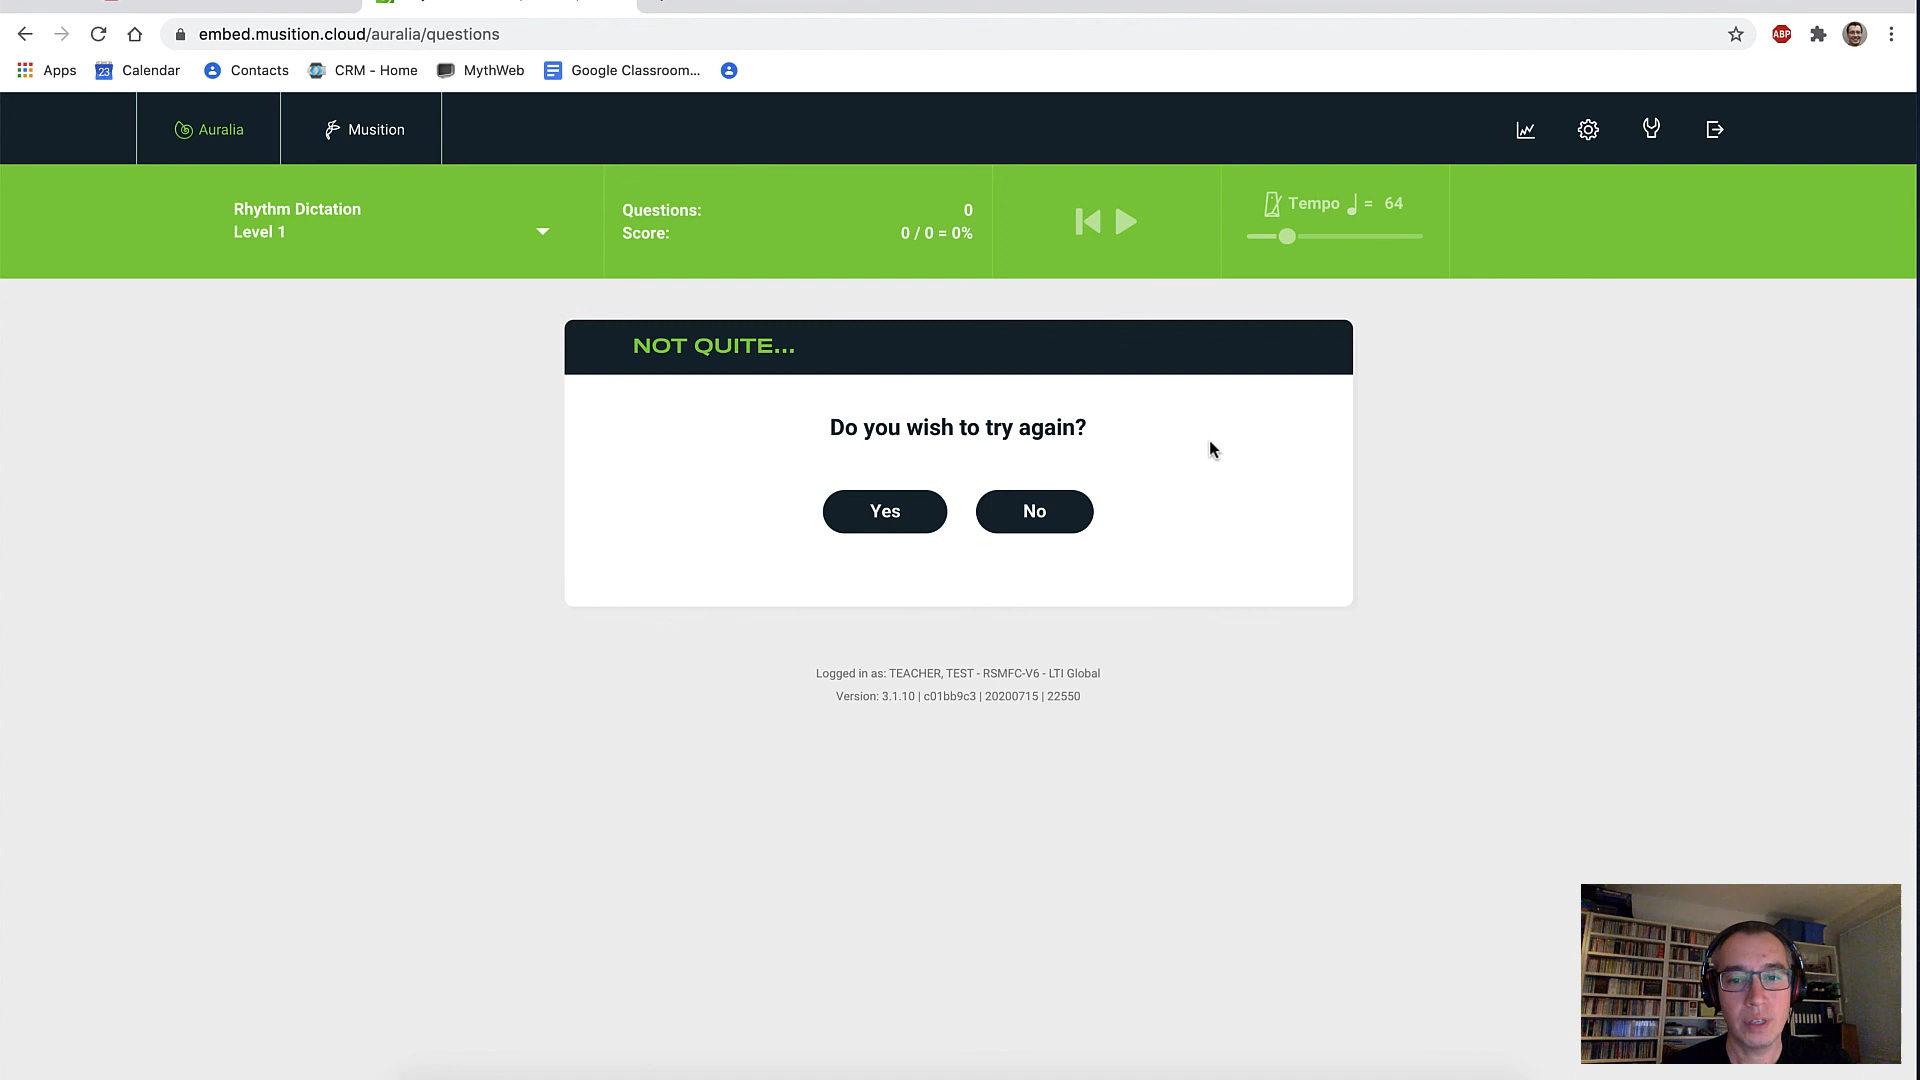 embed.musition.cloud/auralia/questions
ABP
Apps
23
Calendar
Contacts
CRM - Home
MythWeb
Google Classroom...
Auralia
Musition
Rhythm Dictation
Level 1
Questions: 0
Score: 0 / 0 = 0%
Tempo ♩ = 64
NOT QUITE...
Do you wish to try again?
Yes
No
Logged in as: TEACHER, TEST - RSMFC-V6 - LTI Global
Version: 3.1.10 | c01bb9c3 | 20200715 | 22550